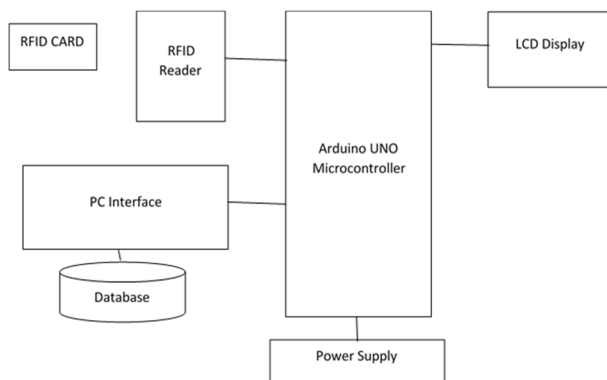 RFID CARD
RFID
Reader
LCD Display
Arduino UNO
Microcontroller
PC Interface
Database
Power Supply